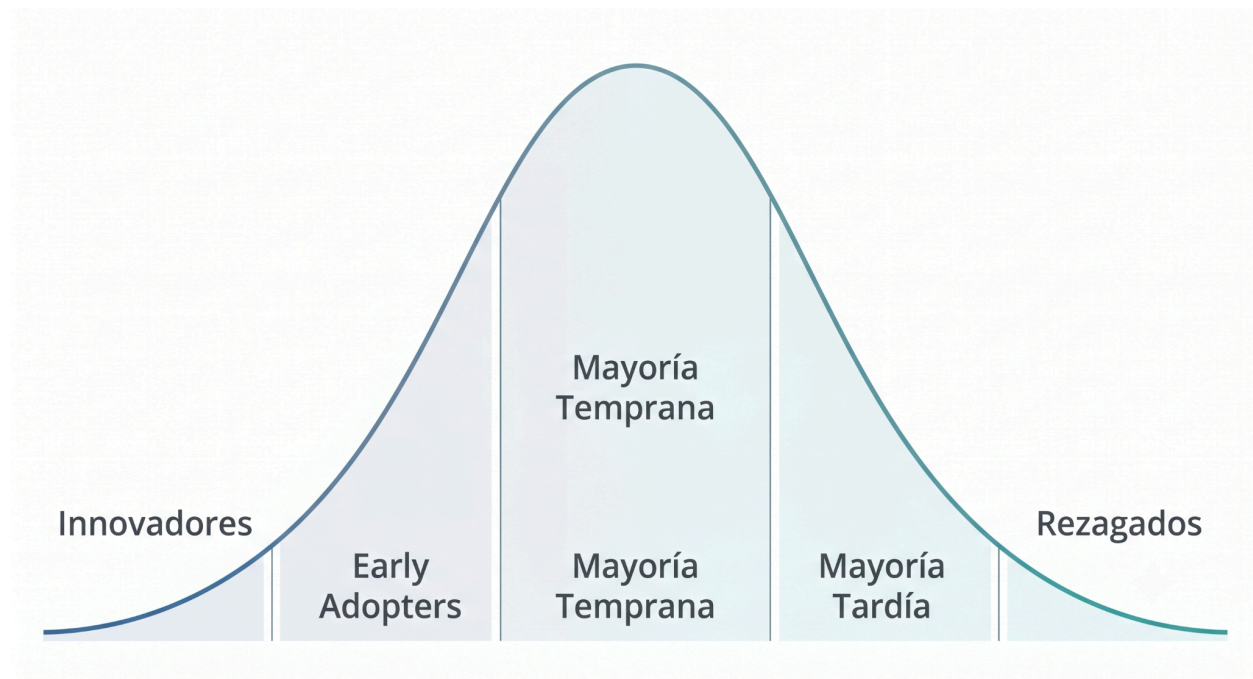 Mayoría
Temprana
Innovadores
Rezagados
Early
Adopters
Mayoría
Temprana
Mayoría
Tardía